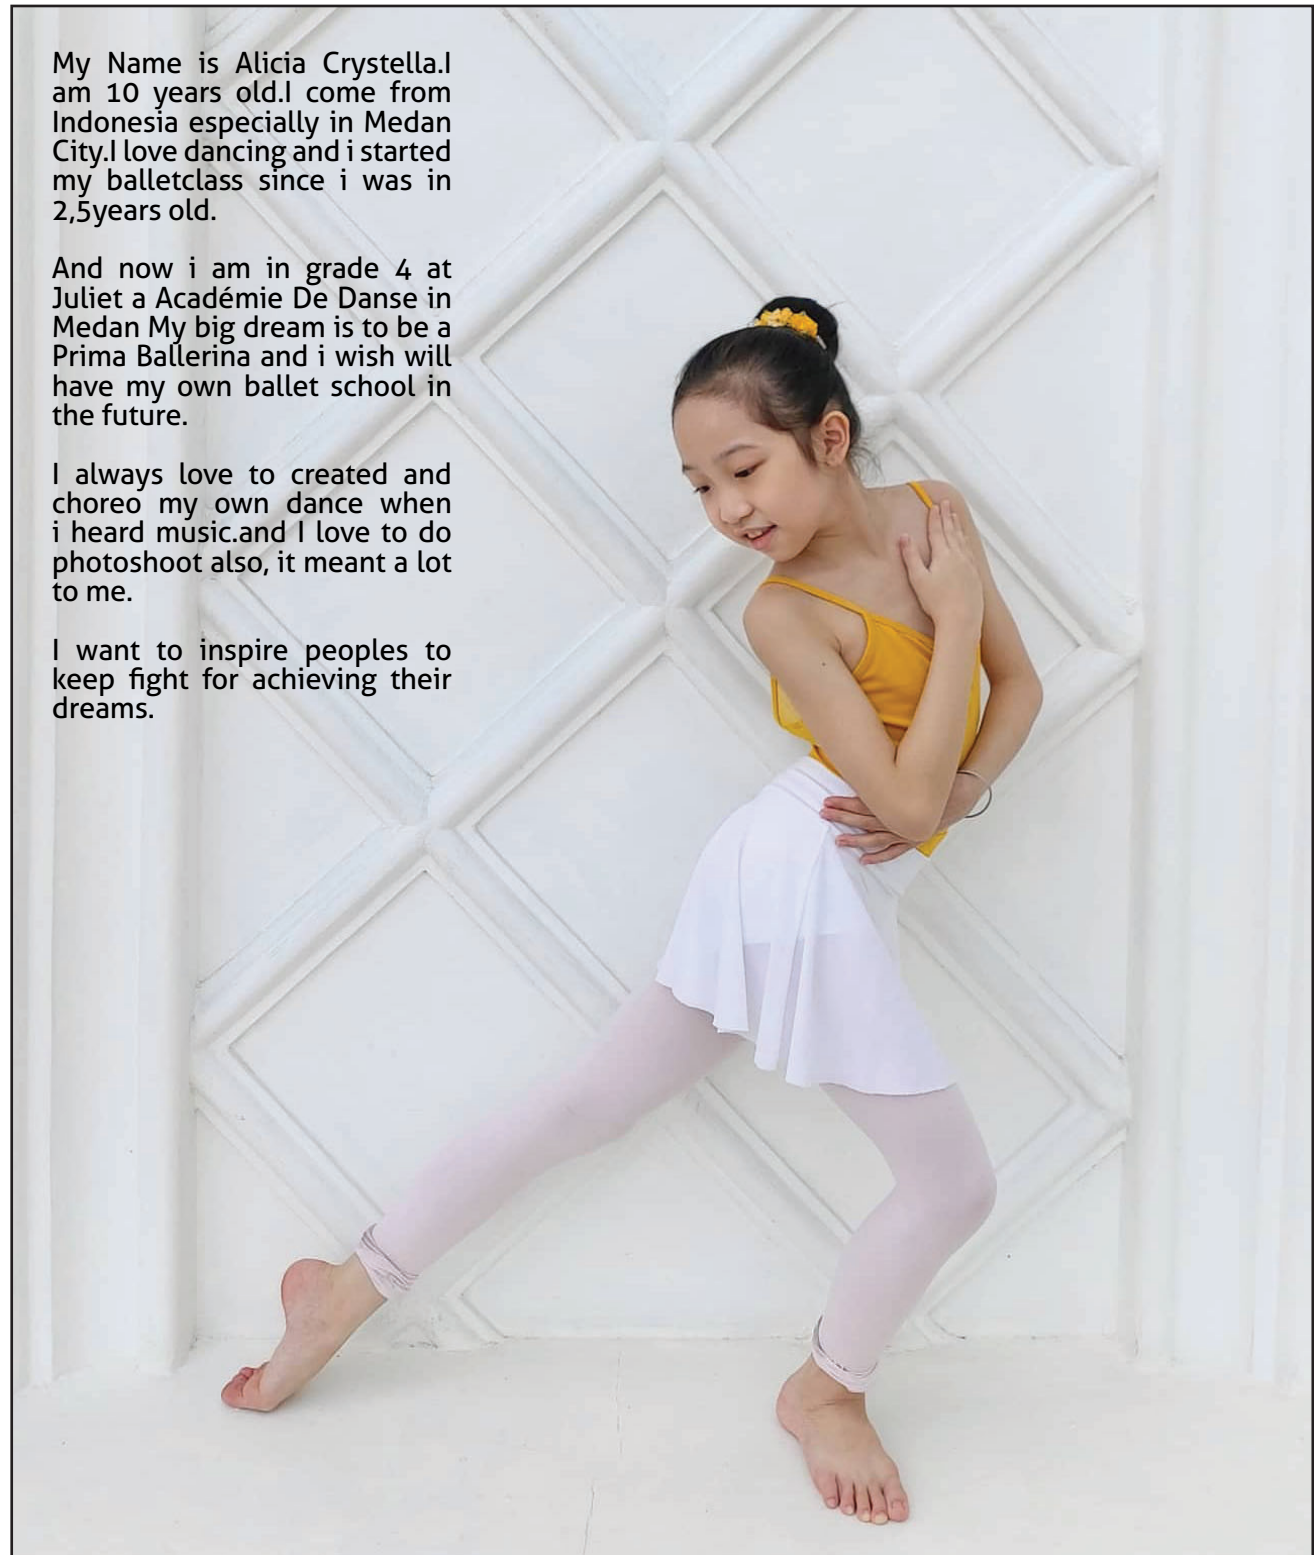 My Name is Alicia Crystella.I
am 10 years old.I come from
Indonesia especially in Medan
City.I love dancing and i started
my balletclass since i was in
2,5years old.
And now i am in grade 4 at
Juliet a Académie De Danse in
Medan My big dream is to be a
Prima Ballerina and i wish will
have my own ballet school in
the future.
I always love to created and
choreo my own dance when
i heard music.and I love to do
photoshoot also, it meant a lot
to me.
I want to inspire peoples to
keep fight for achieving their
dreams.